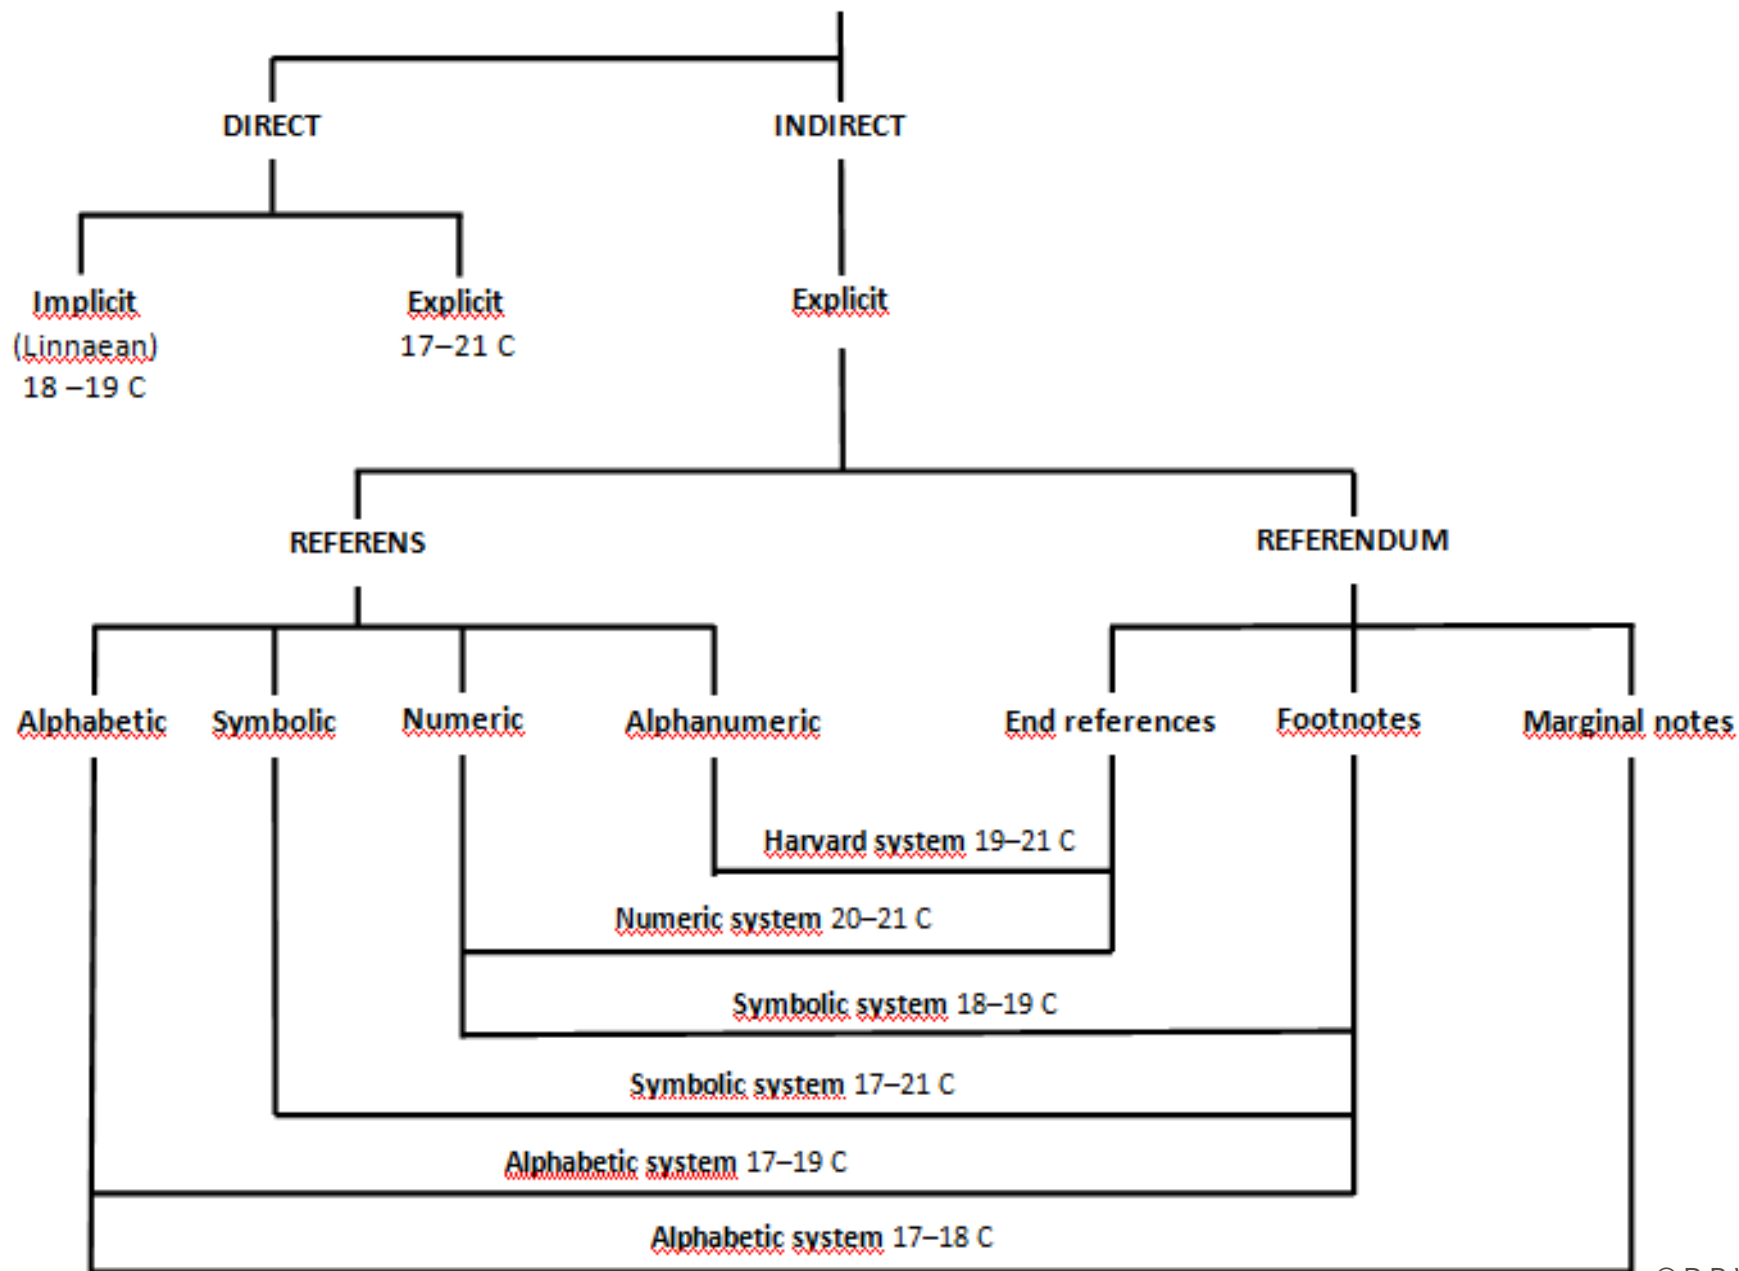 DIRECT
INDIRECT
Implicit
(Linnaean)
18 –19 C
Explicit
17–21 C
Explicit
REFERENS
REFERENDUM
Alphabetic
Symbolic
Numeric
Alphanumeric
End references
Footnotes
Marginal notes
Harvard system 19–21 C
Numeric system 20–21 C
Symbolic system 18–19 C
Symbolic system 17–21 C
Alphabetic system 17–19 C
Alphabetic system 17–18 C